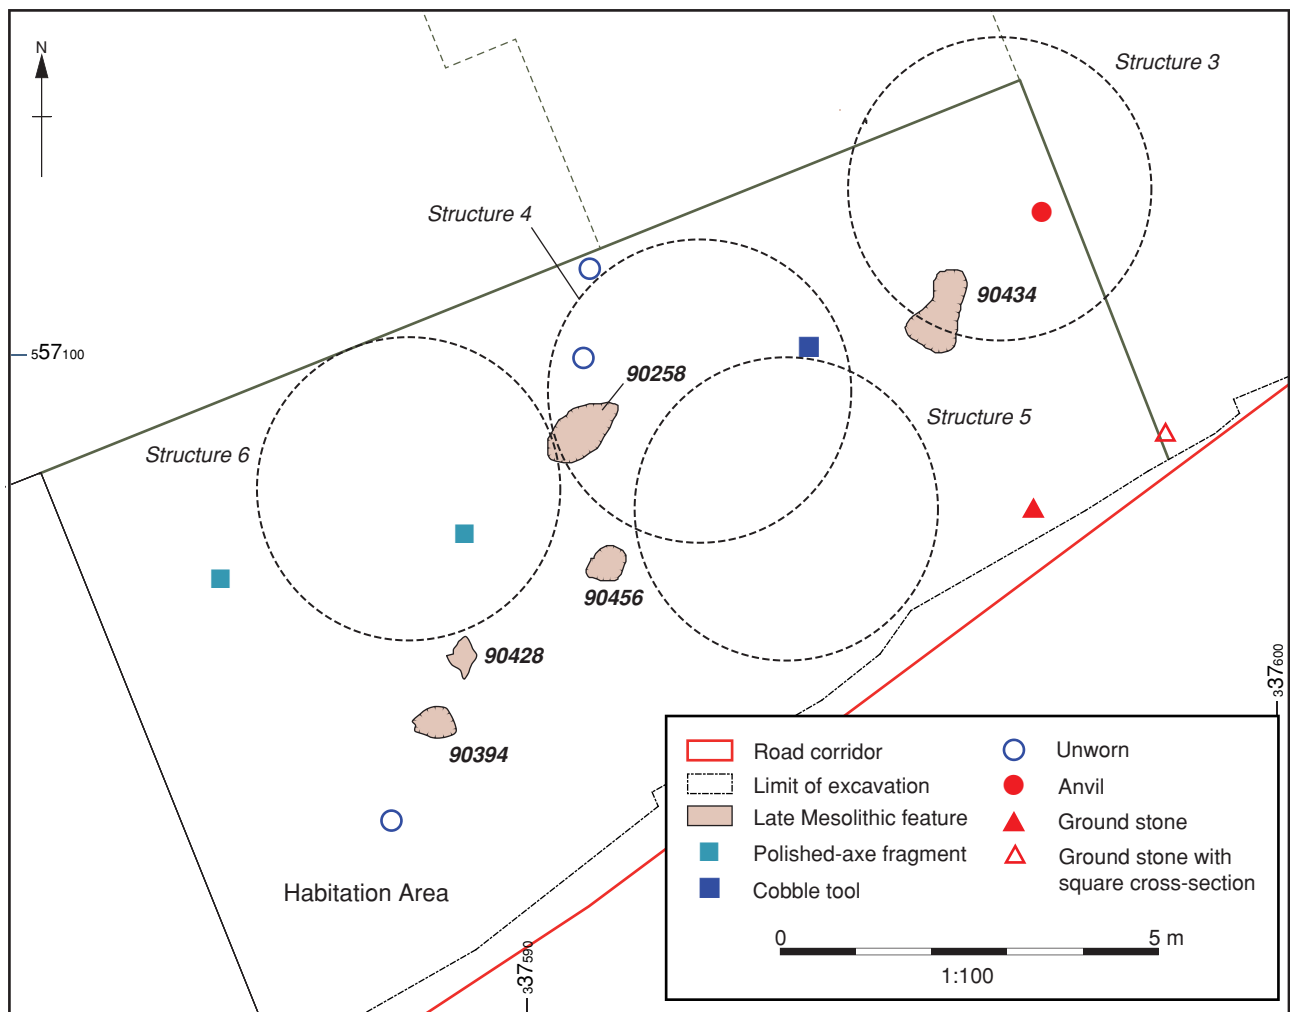 N
Structure 3
Structure 4
90434
557100
90258
Structure 5
Structure 6
90456
90428
337600
90394
Habitation Area
337590
Road corridor
Limit of excavation
Late Mesolithic feature
Polished-axe fragment
Cobble tool
Unworn
Anvil
Ground stone
Ground stone with
square cross-section
0 5 m
1:100